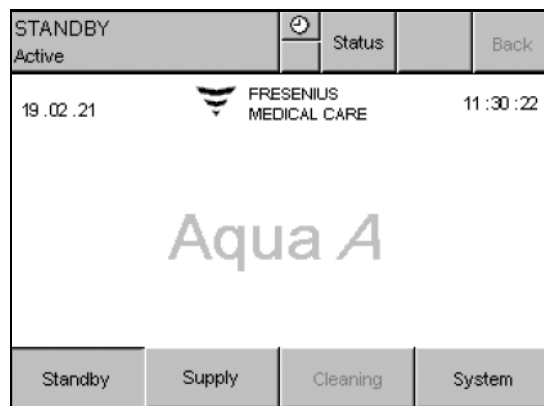 STANDBY
Active
Status
Back
19.02.21
FRESENIUS
MEDICAL CARE
11:30:22
Aqua A
Standby
Supply
Cleaning
System